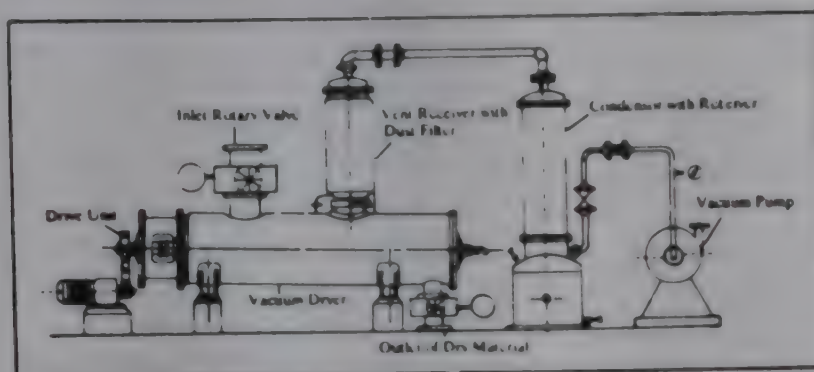 Inlet Rotary Valve
Vent Receiver with
Dust Filter
Condenser with Receiver
Drive Unit
Vacuum Pump
Vacuum Dryer
Outlet of Dry Material